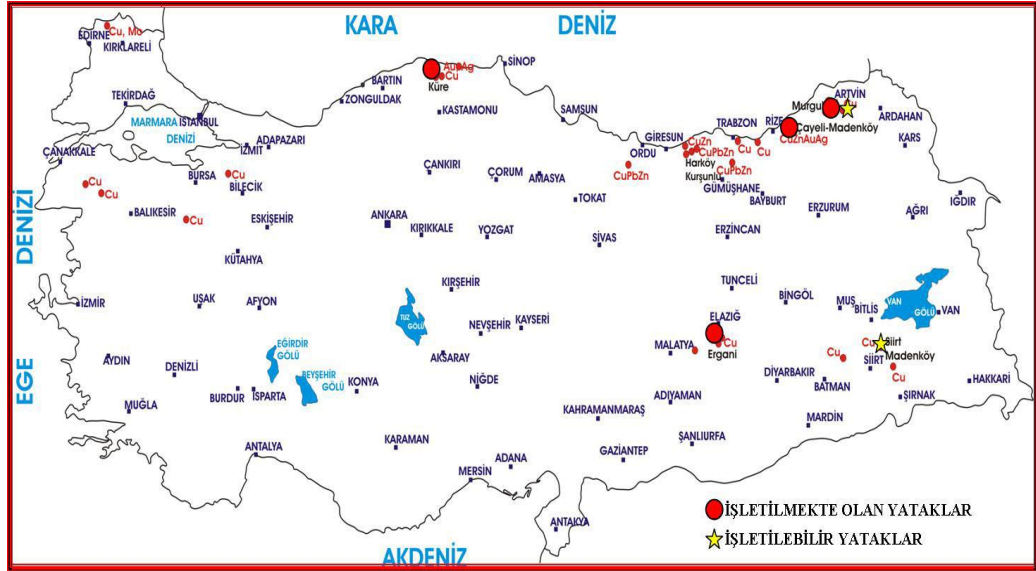 KARA DENİZ
Cu, Mo
EDİRNE
KIRKLARELİ
TEKİRDAĞ
MARMARA
DENİZİ
İSTANBUL
İZMİT
ADAPAZARI
ZONGULDAK
BARTIN
AuAg
Cu
Küre
KASTAMONU
SİNOP
SAMSUN
ÇANAKKALE
Cu
Cu
BURSA
Cu
BİLECİK
BALIKESİR
Cu
ESKİŞEHİR
KÜTAHYA
ÇANKIRI
ÇORUM
AMASYA
TOKAT
ANKARA
KIRIKKALE
YOZGAT
SİVAS
ORDU
GİRESUN
CuPbZn
CuZn
CuPbZn
Harköy
Kurşunlu
TRABZON
Cu
Cu
CuPbZn
GÜMÜŞHANE
BAYBURT
RİZE
Çayeli-Madenköy
CuZnAuAg
Murgul
ARTVİN
Cu
ARDAHAN
KARS
IĞDIR
AĞRI
ERZURUM
ERZİNCAN
EGE DENİZİ
İZMİR
UŞAK
AFYON
KIRŞEHİR
TUZ
GÖLÜ
NEVŞEHİR
KAYSERİ
AKSARAY
NİĞDE
TUNCELİ
BİNGÖL
MUŞ
BİTLİS
VAN
GÖLÜ
VAN
ELAZIĞ
Cu
Ergani
MALATYA
Cu
Cu
Siirt
Madenköy
SİİRT
Cu
AYDIN
DENİZLİ
EĞİRDİR
GÖLÜ
BEYŞEHİR
GÖLÜ
BURDUR
ISPARTA
KONYA
MUĞLA
ANTALYA
KARAMAN
MERSİN
ADANA
KAHRAMANMARAŞ
ADIYAMAN
GAZİANTEP
ŞANLIURFA
DİYARBAKIR
BATMAN
MARDİN
ŞIRNAK
HAKKARİ
ANTALYA
AKDENİZ
İŞLETİLMEKTE OLAN YATAKLAR
İŞLETİLEBİLİR YATAKLAR